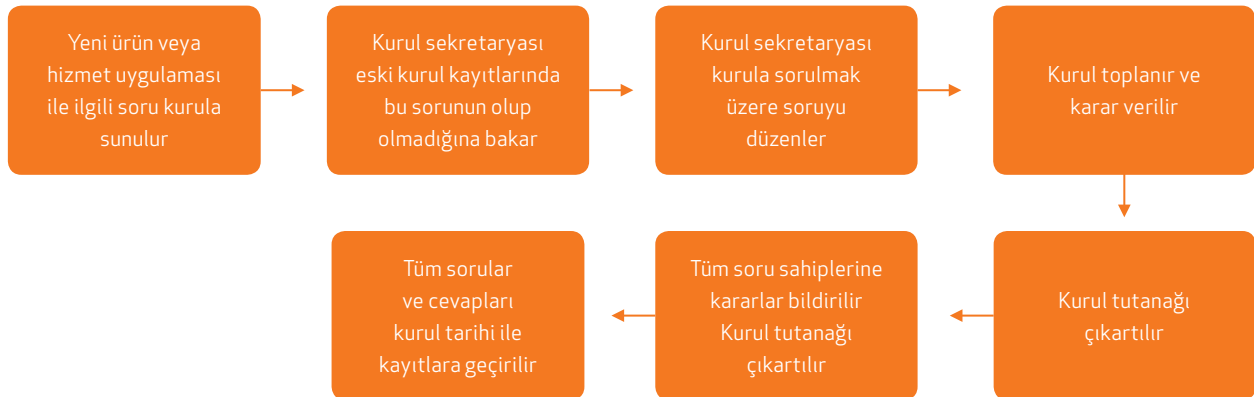 Yeni ürün veya
hizmet uygulaması
ile ilgili soru kurula
sunulur
Kurul sekretaryası
eski kurul kayıtlarında
bu sorunun olup
olmadığına bakar
Kurul sekretaryası
kurula sorulmak
üzere soruyu
düzenler
Kurul toplanır ve
karar verilir
Kurul tutanağı
çıkartılır
Tüm soru sahiplerine
kararlar bildirilir
Kurul tutanağı
çıkartılır
Tüm sorular
ve cevapları
kurul tarihi ile
kayıtlara geçirilir